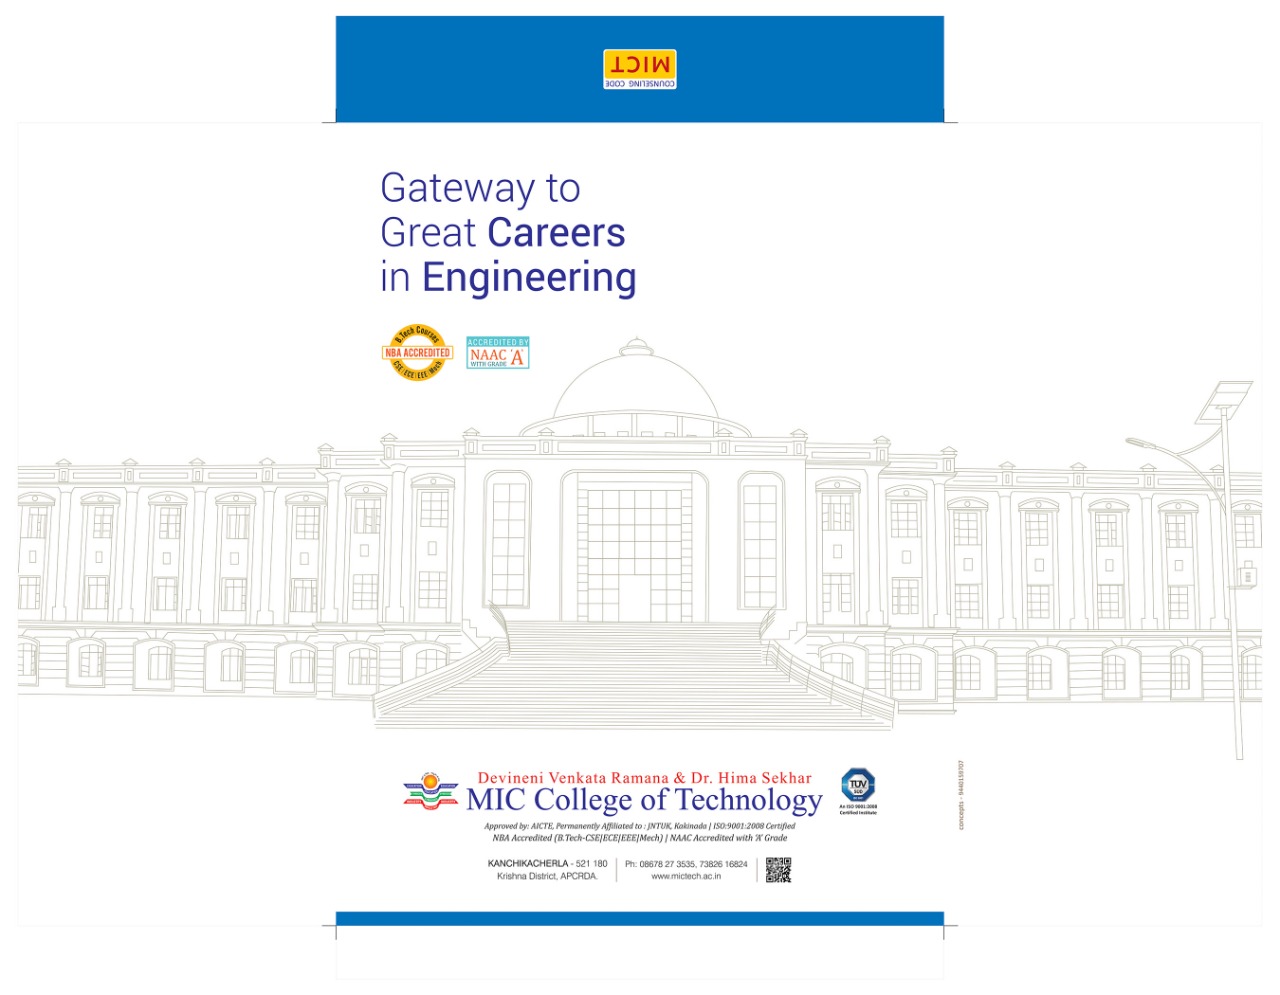 MICT
COUNSELING CODE
Gateway to
Great Careers
in Engineering
B.Tech Courses
NBA ACCREDITED
CSE|ECE|EEE|Mech
ACCREDITED BY
NAAC 'A'
WITH GRADE
Devineni Venkata Ramana & Dr. Hima Sekhar
MIC College of Technology
TUV
SUD
An ISO 9001:2008
Certified Institute
Approved by: AICTE, Permanently Affiliated to : JNTUK, Kakinada | ISO:9001:2008 Certified
NBA Accredited (B.Tech-CSE|ECE|EEE|Mech) | NAAC Accredited with 'A' Grade
KANCHIKACHERLA - 521 180
Krishna District, APCRDA.
Ph: 08678 27 3535, 73826 16824
www.mictech.ac.in
concepts - 9440159707